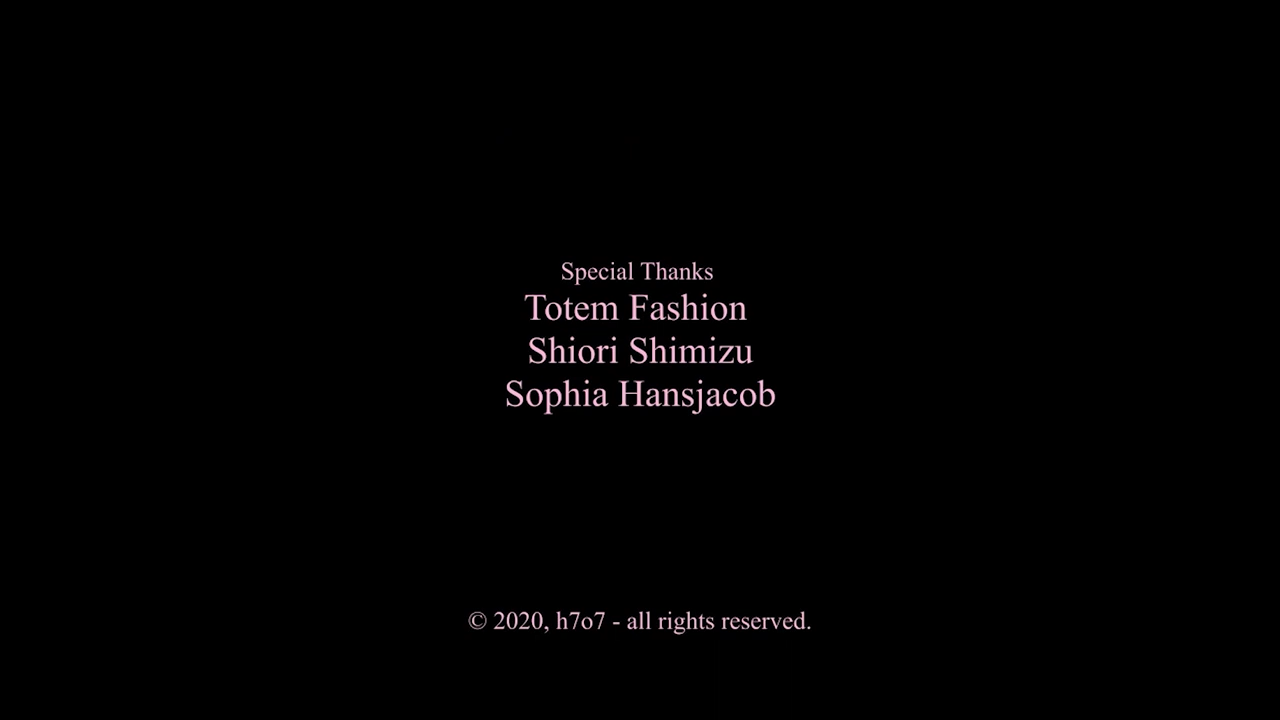 Special Thanks
Totem Fashion
Shiori Shimizu
Sophia Hansjacob
© 2020, h7o7 - all rights reserved.